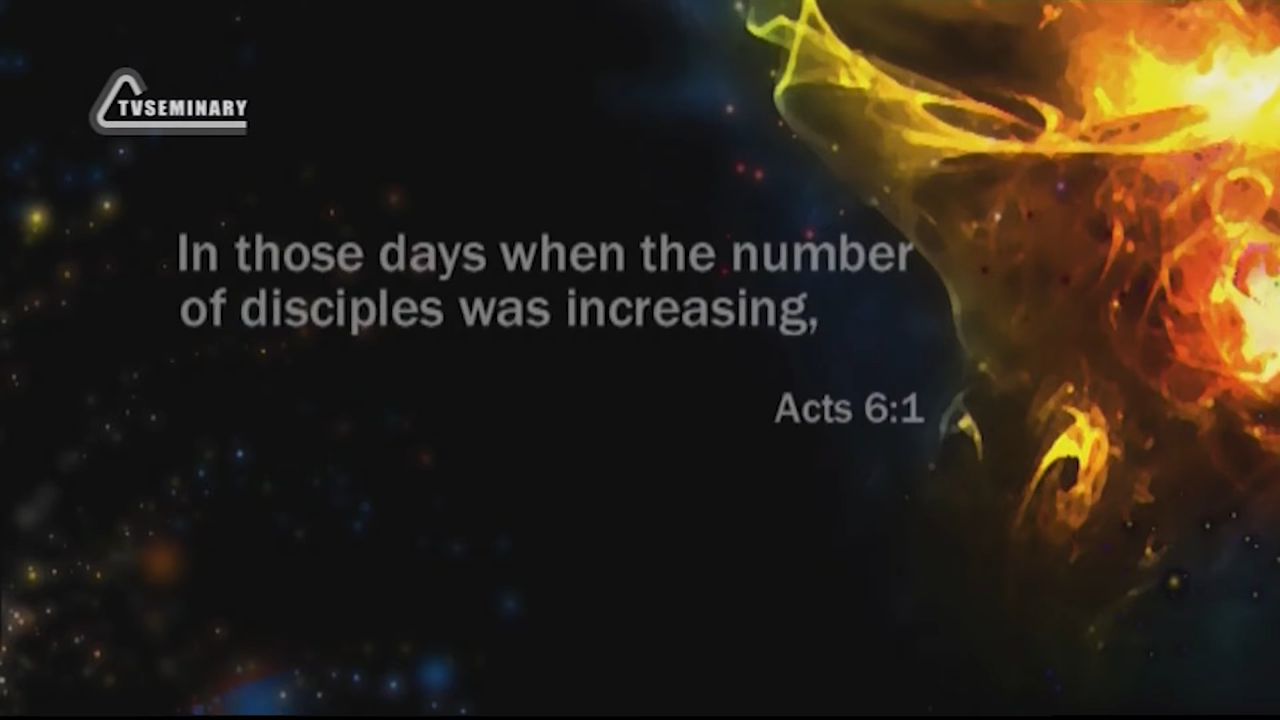 TVSEMINARY
In those days when the number
of disciples was increasing,
Acts 6:1